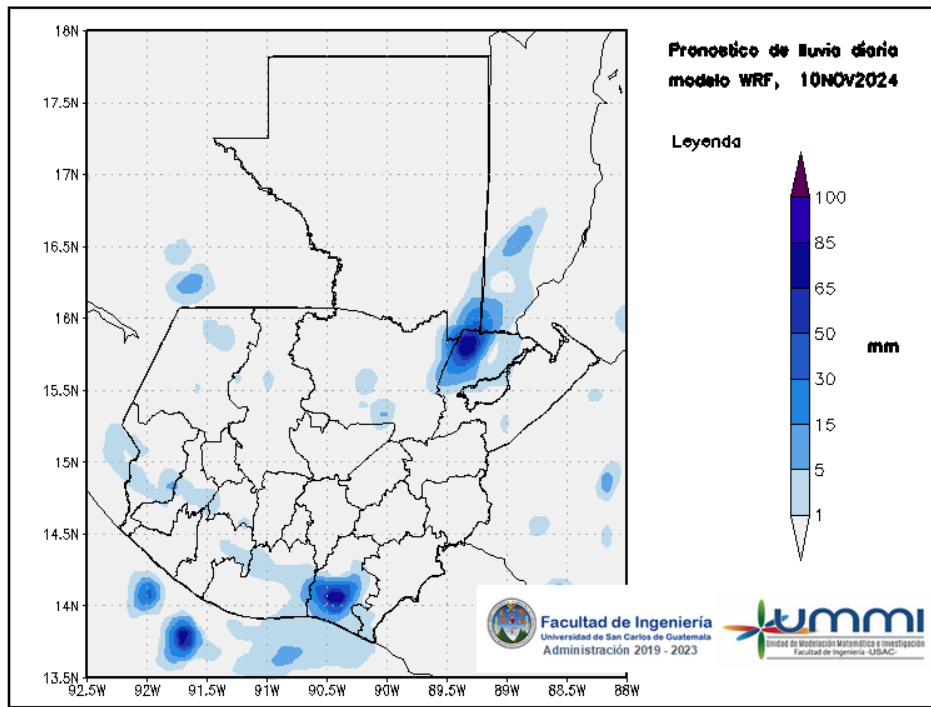 Pronostico de lluvia diaria
modelo WRF, 10NOV2024
Leyenda
100
85
65
50
30
15
5
1
mm
18N
17.5N
17N
16.5N
16N
15.5N
15N
14.5N
14N
13.5N
92.5W
92W
91.5W
91W
90.5W
90W
89.5W
89W
88.5W
88W
Facultad de Ingeniería
Universidad de San Carlos de Guatemala
Administración 2019 - 2023
ummi
Unidad de Modelación Matemática e Investigación
Facultad de Ingeniería -USAC-